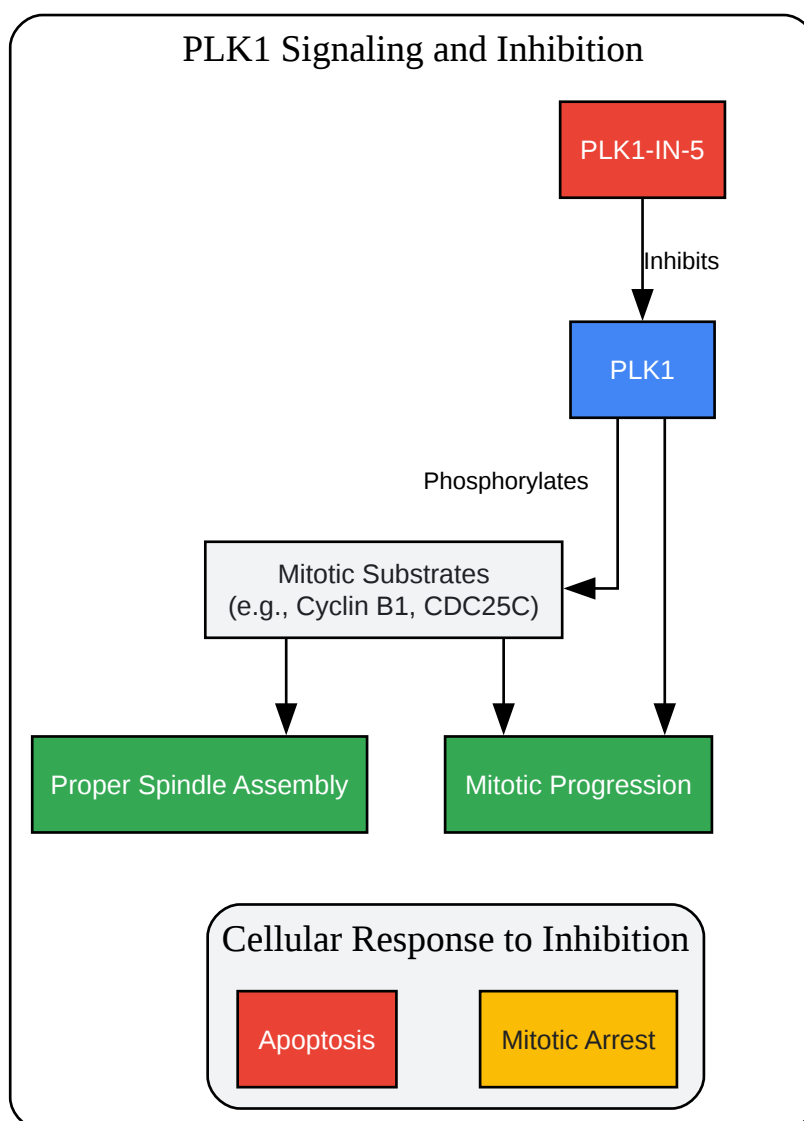 PLK1 Signaling and Inhibition
PLK1-IN-5
Inhibits
PLK1
Phosphorylates
Mitotic Substrates
(e.g., Cyclin B1, CDC25C)
Proper Spindle Assembly
Mitotic Progression
Cellular Response to Inhibition
Apoptosis
Mitotic Arrest